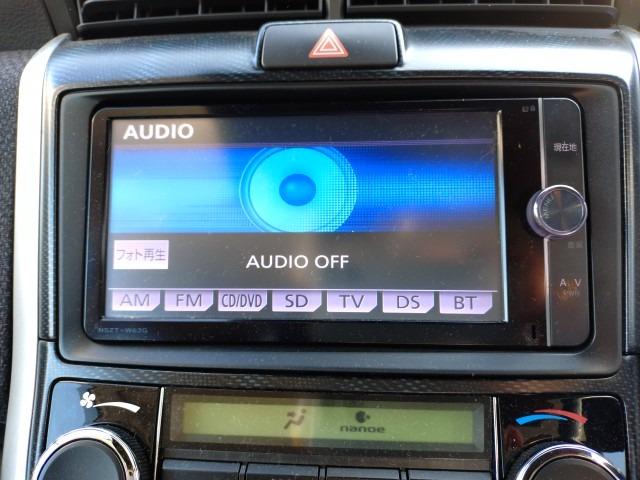 AUDIO
現在地
フォト再生
AUDIO OFF
AM FM CD/DVD SD TV DS BT
AV
NSZT-W62G
nanoe